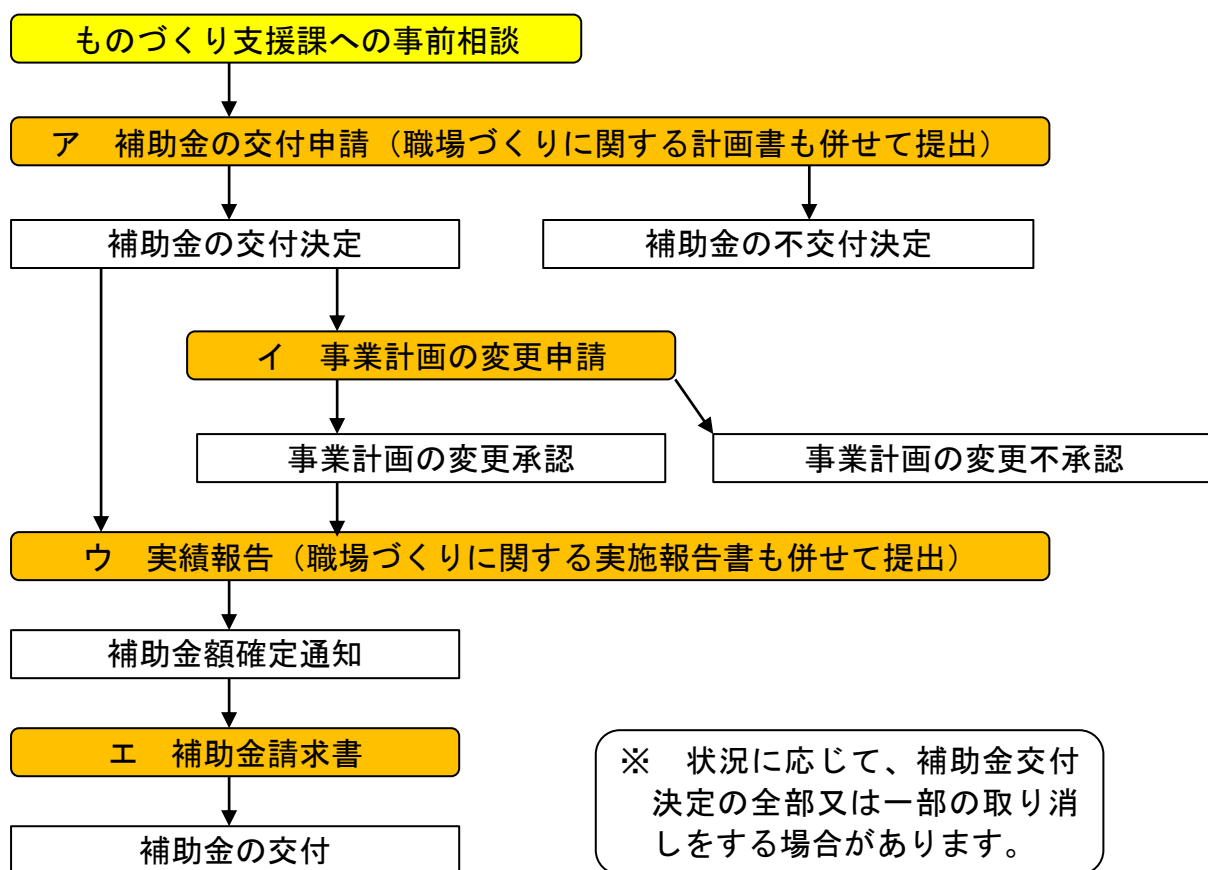 ものづくり支援課への事前相談
ア　補助金の交付申請（職場づくりに関する計画書も併せて提出）
補助金の交付決定
補助金の不交付決定
イ　事業計画の変更申請
事業計画の変更承認
事業計画の変更不承認
ウ　実績報告（職場づくりに関する実施報告書も併せて提出）
補助金額確定通知
エ　補助金請求書
補助金の交付
※　状況に応じて、補助金交付
決定の全部又は一部の取り消
しをする場合があります。